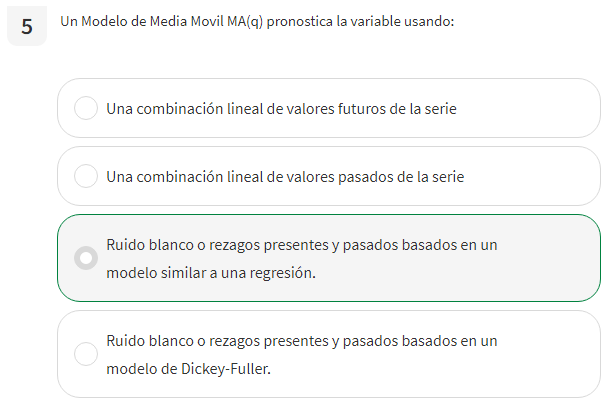 5
Un Modelo de Media Movil MA(q) pronostica la variable usando:
Una combinación lineal de valores futuros de la serie
Una combinación lineal de valores pasados de la serie
Ruido blanco o rezagos presentes y pasados basados en un
modelo similar a una regresión.
Ruido blanco o rezagos presentes y pasados basados en un
modelo de Dickey-Fuller.